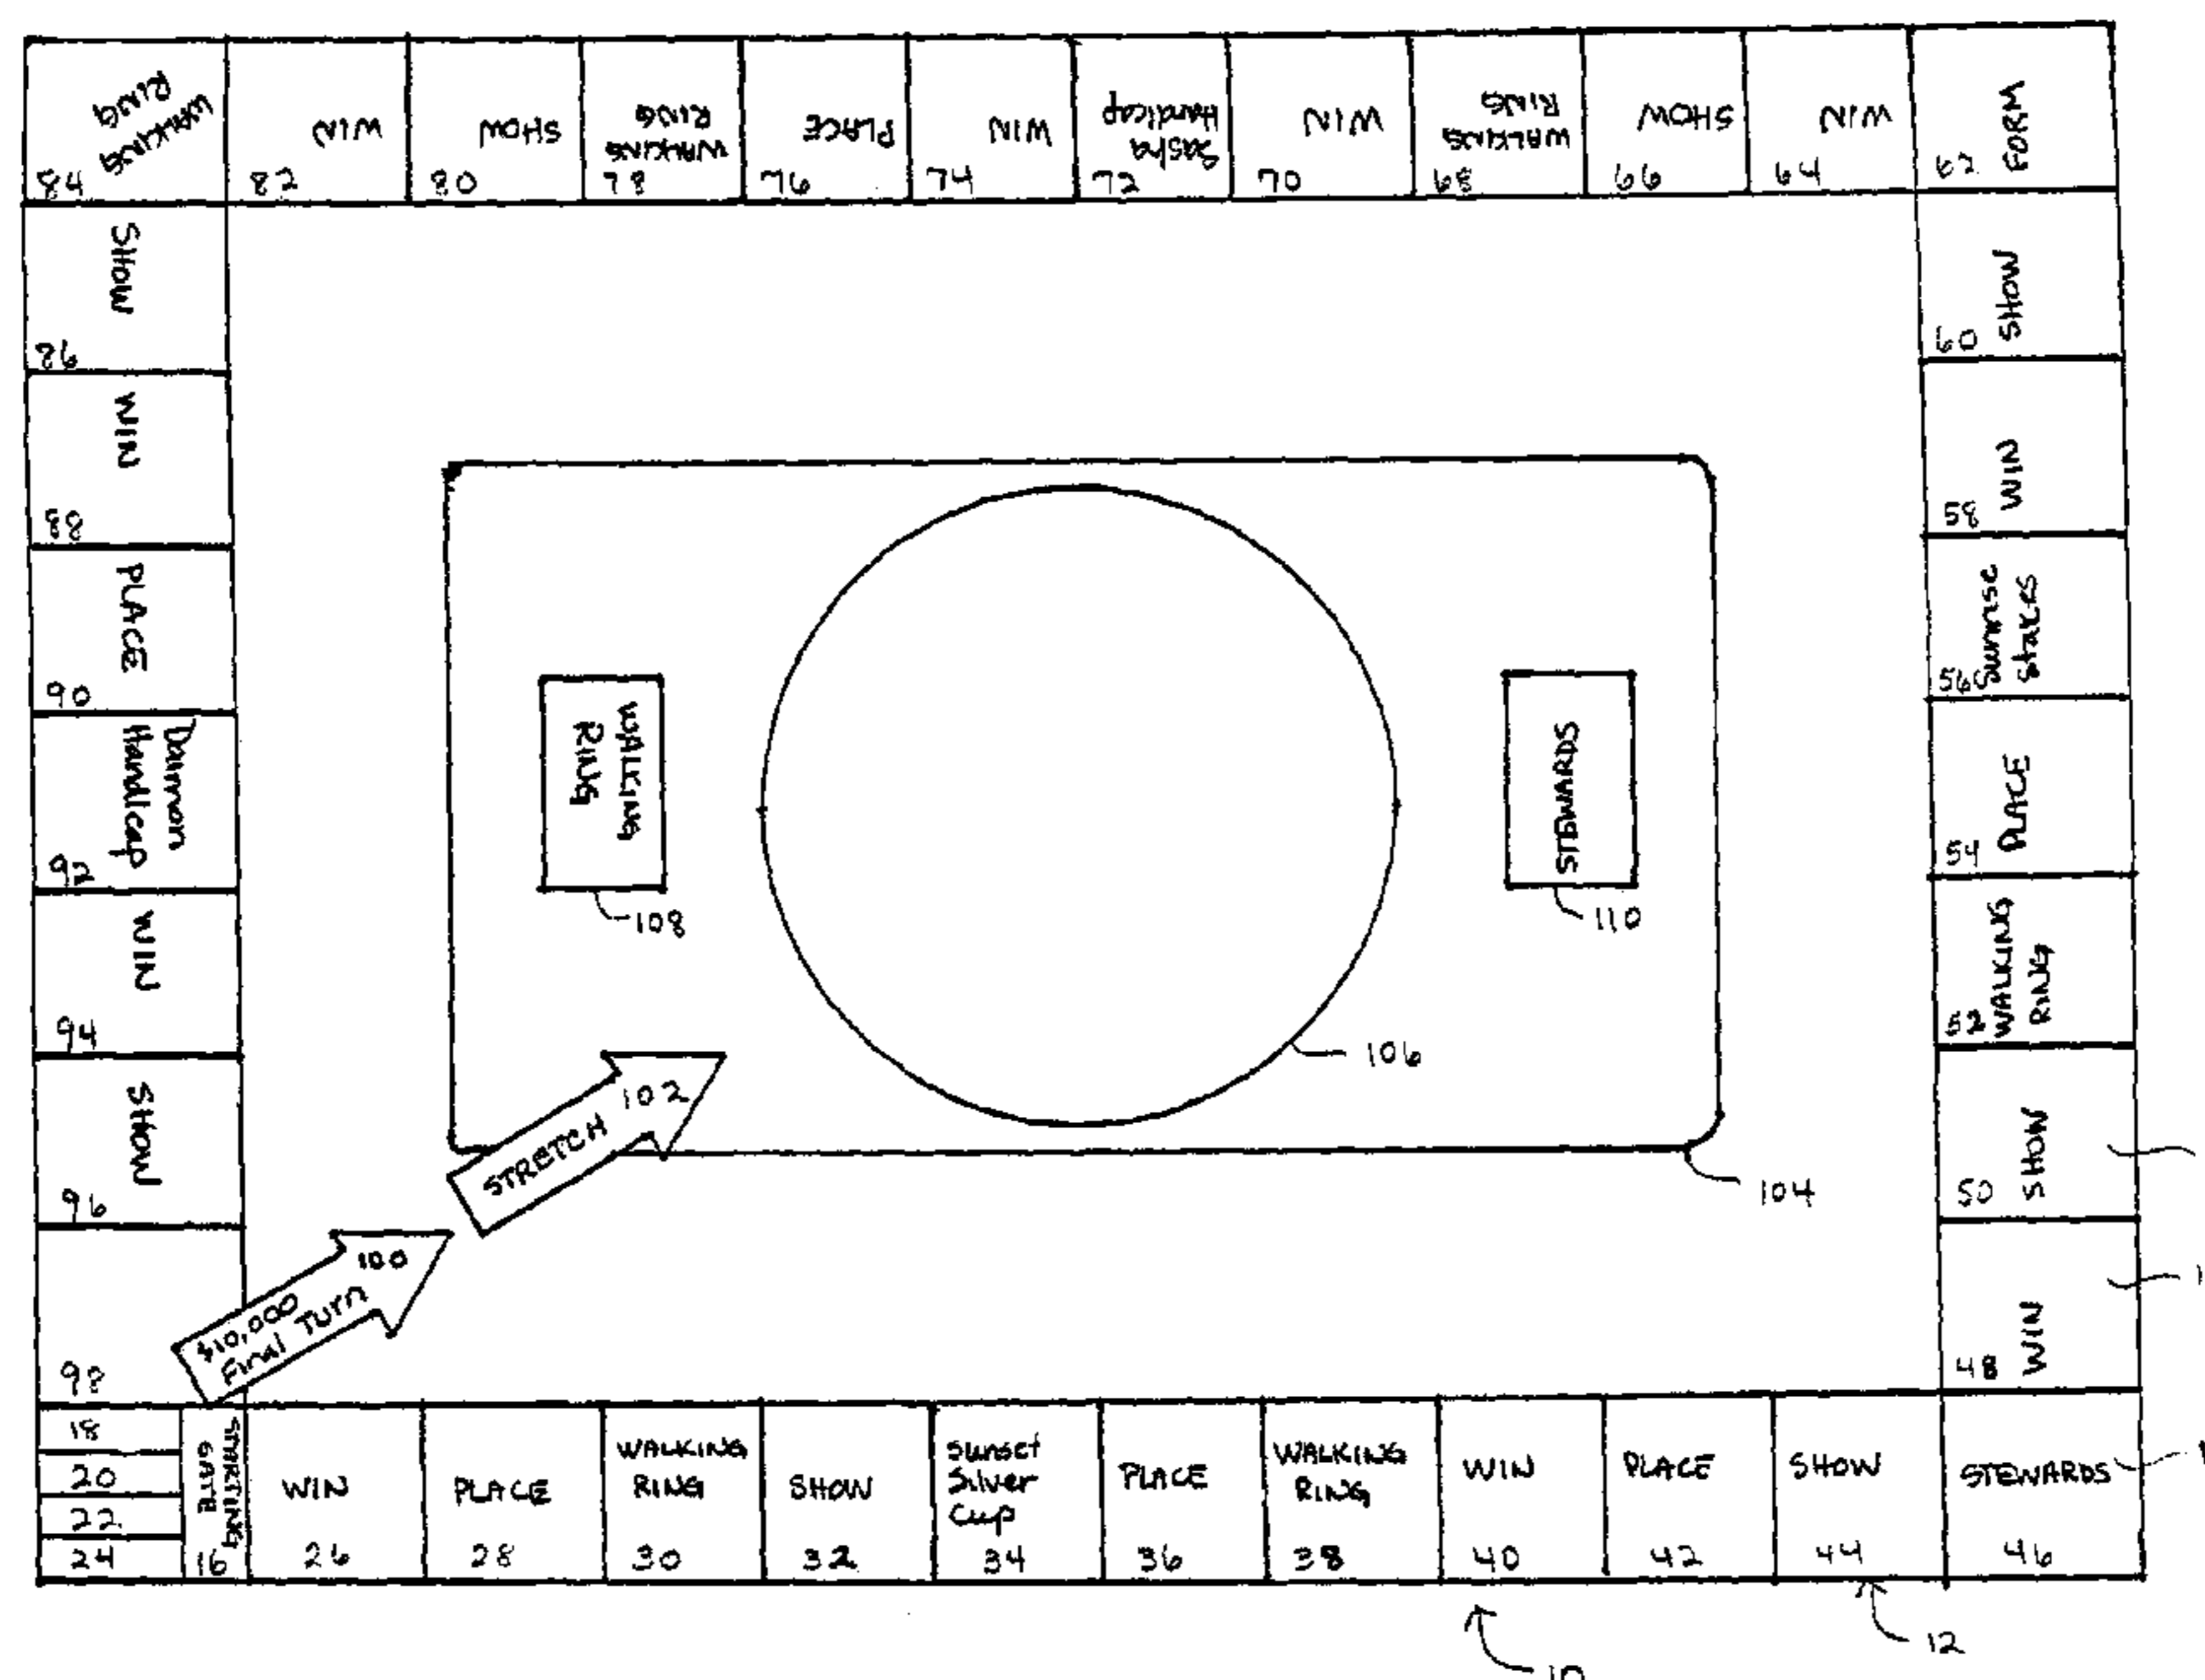 WALKING
RING
84
WIN
82
SHOW
80
WALKING
RING
78
PLACE
76
WIN
74
Sasha
Handicap
72
WIN
70
WALKING
RING
68
SHOW
66
WIN
64
FORM
62
SHOW
86
WIN
88
PLACE
90
Damon
Handicap
92
WIN
94
SHOW
96
98
SHOW
60
WIN
58
Sunrise
Stakes
56
PLACE
54
WALKING
RING
52
SHOW
50
WIN
48
WALKING
RING
108
STEWARDS
110
106
104
STRETCH 102
$10,000
Final Turn
100
18
20
22
24
STARTING
GATE
16
WIN
26
PLACE
28
WALKING
RING
30
SHOW
32
Sunset
Silver
Cup
34
PLACE
36
WALKING
RING
38
WIN
40
PLACE
42
SHOW
44
STEWARDS
46
12
10